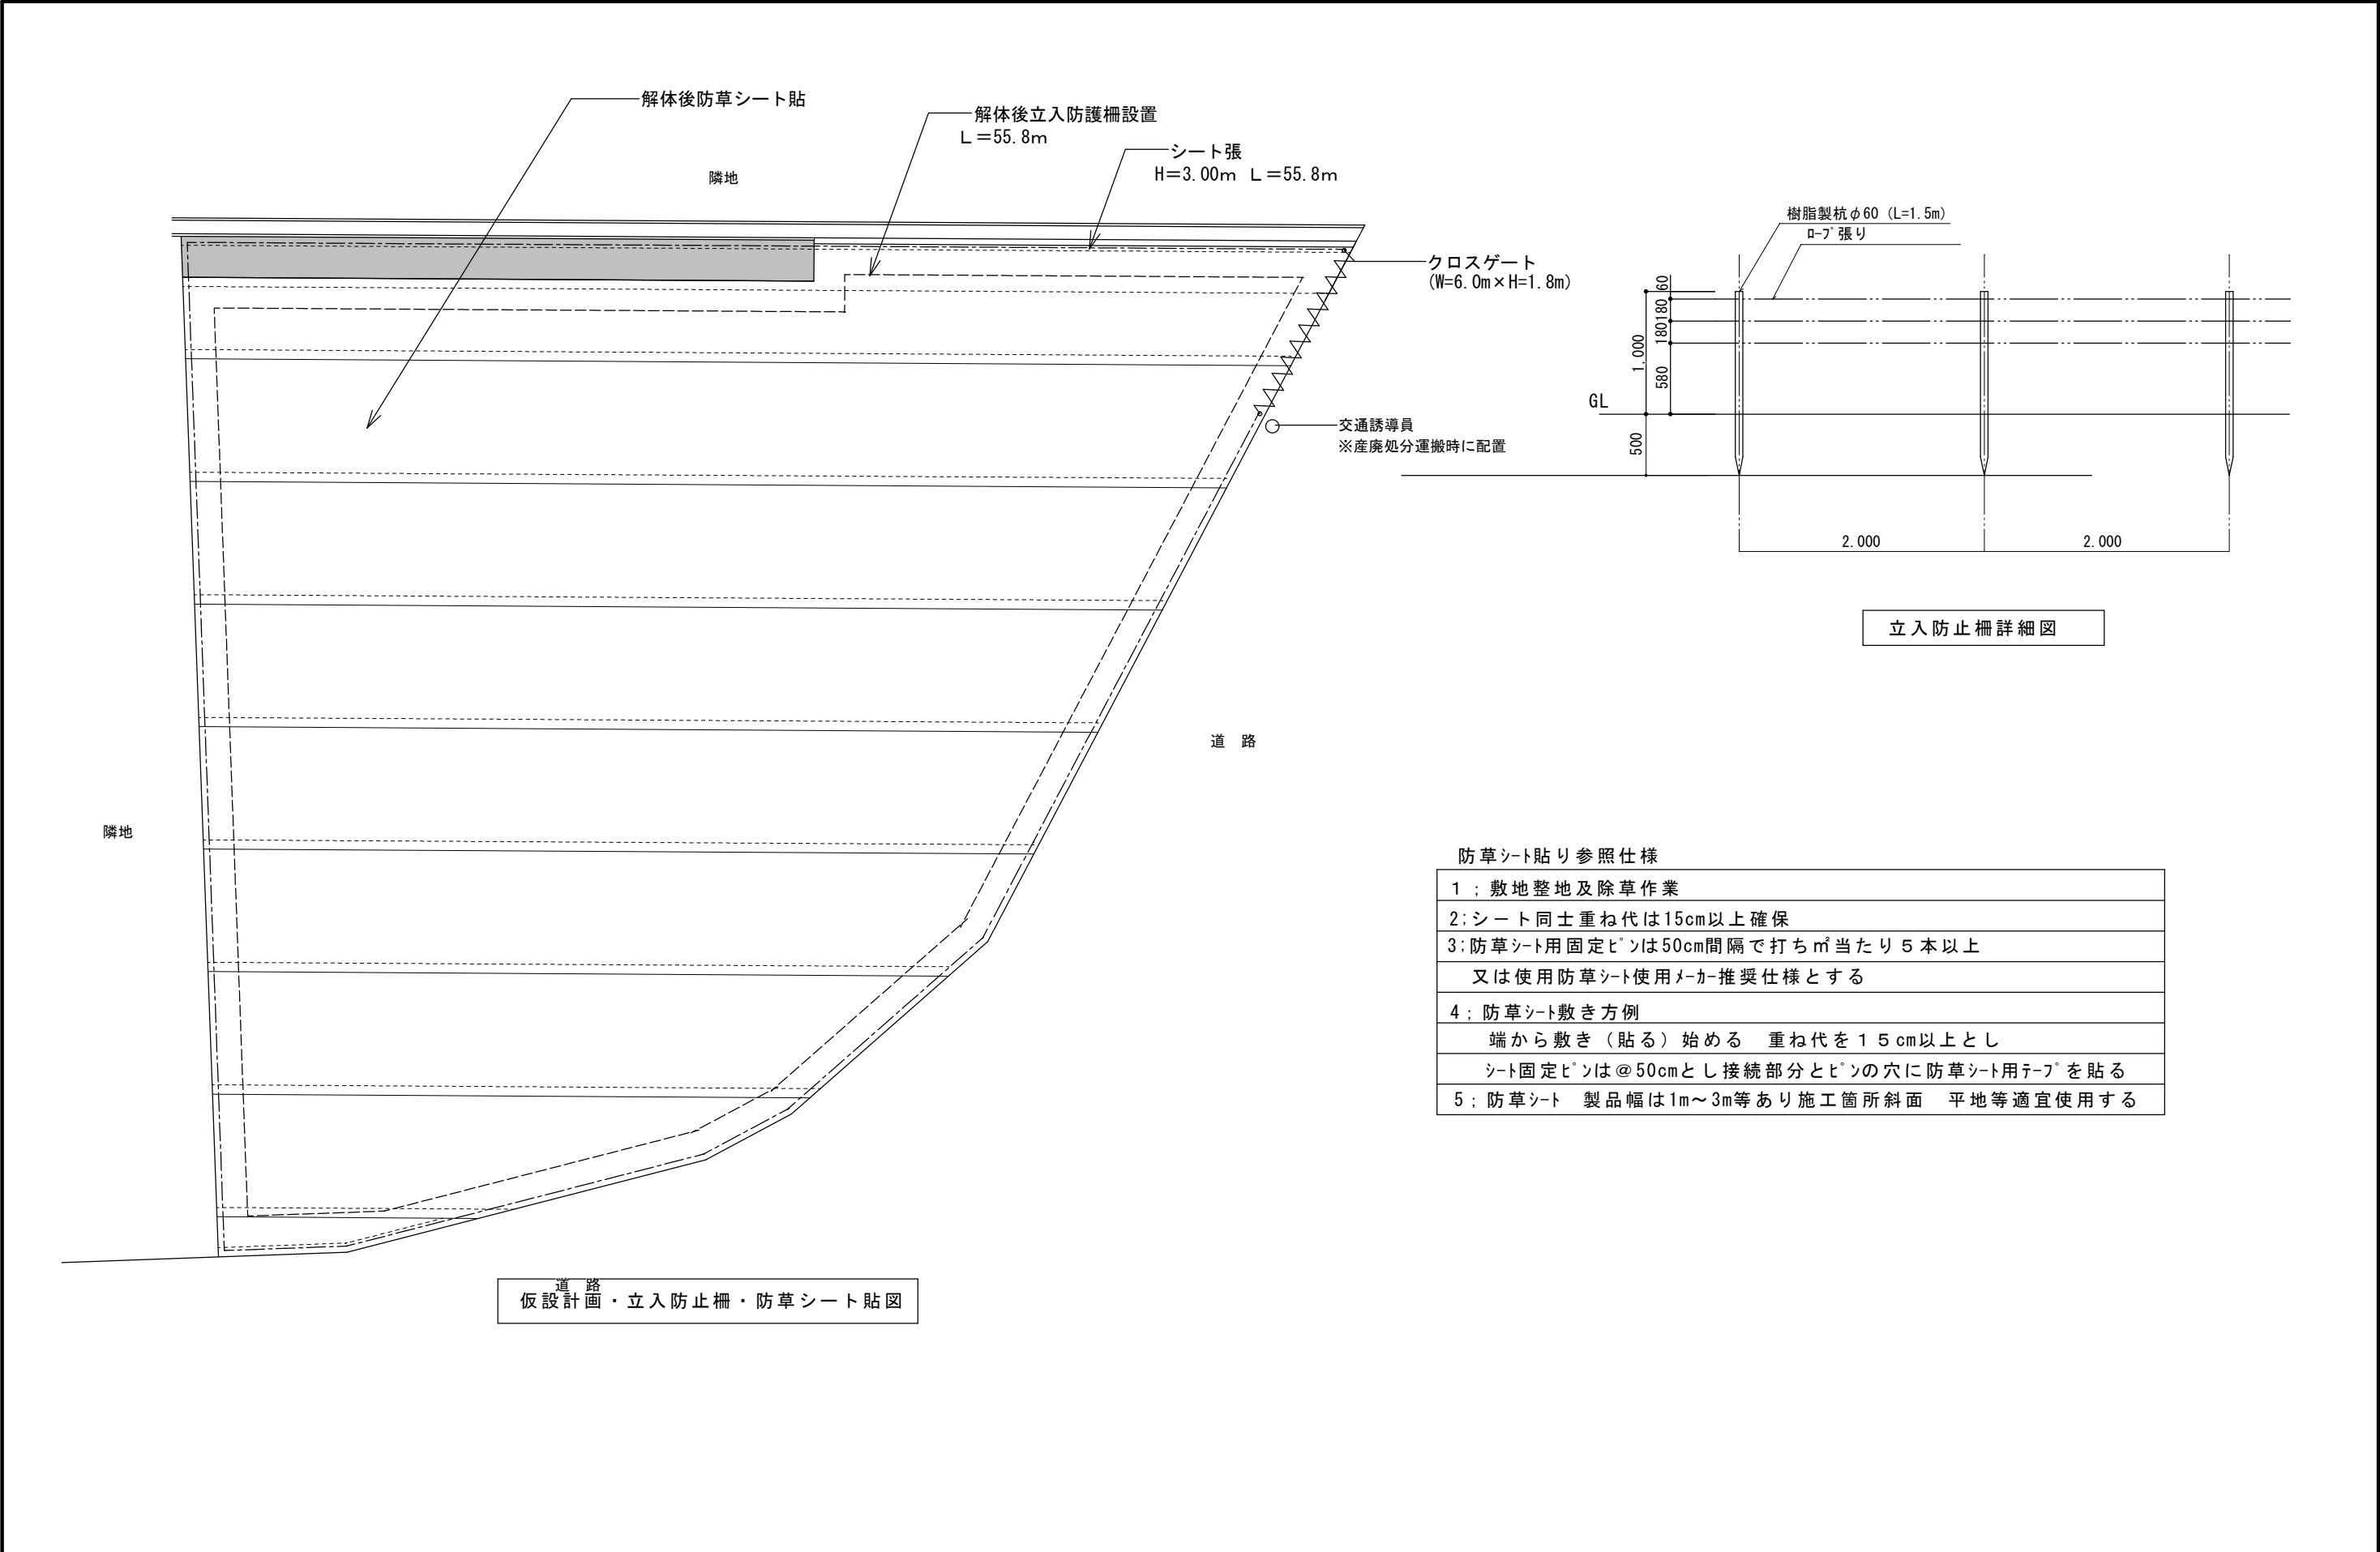 解体後防草シート貼
解体後立入防護柵設置
L=55.8m
シート張
H=3.00m L=55.8m
隣地
クロスゲート
(W=6.0m×H=1.8m)
交通誘導員
※産廃処分運搬時に配置
道 路
隣地
道 路
仮設計画・立入防止柵・防草シート貼図
樹脂製杭φ60 (L=1.5m)
ﾛｰﾌﾟ張り
60
180
180
580
1,000
500
GL
2.000
2.000
立入防止柵詳細図
防草ｼｰﾄ貼り参照仕様
1 ; 敷地整地及除草作業
2;シート同士重ね代は15cm以上確保
3;防草ｼｰﾄ用固定ﾋﾟﾝは50cm間隔で打ち㎡当たり5本以上
又は使用防草ｼｰﾄ使用ﾒｰｶｰ推奨仕様とする
4 ; 防草ｼｰﾄ敷き方例
端から敷き（貼る）始める 重ね代を15cm以上とし
ｼｰﾄ固定ﾋﾟﾝは@50cmとし接続部分とﾋﾟﾝの穴に防草ｼｰﾄ用ﾃｰﾌﾟを貼る
5 ; 防草ｼｰﾄ 製品幅は1m～3m等あり施工箇所斜面 平地等適宜使用する